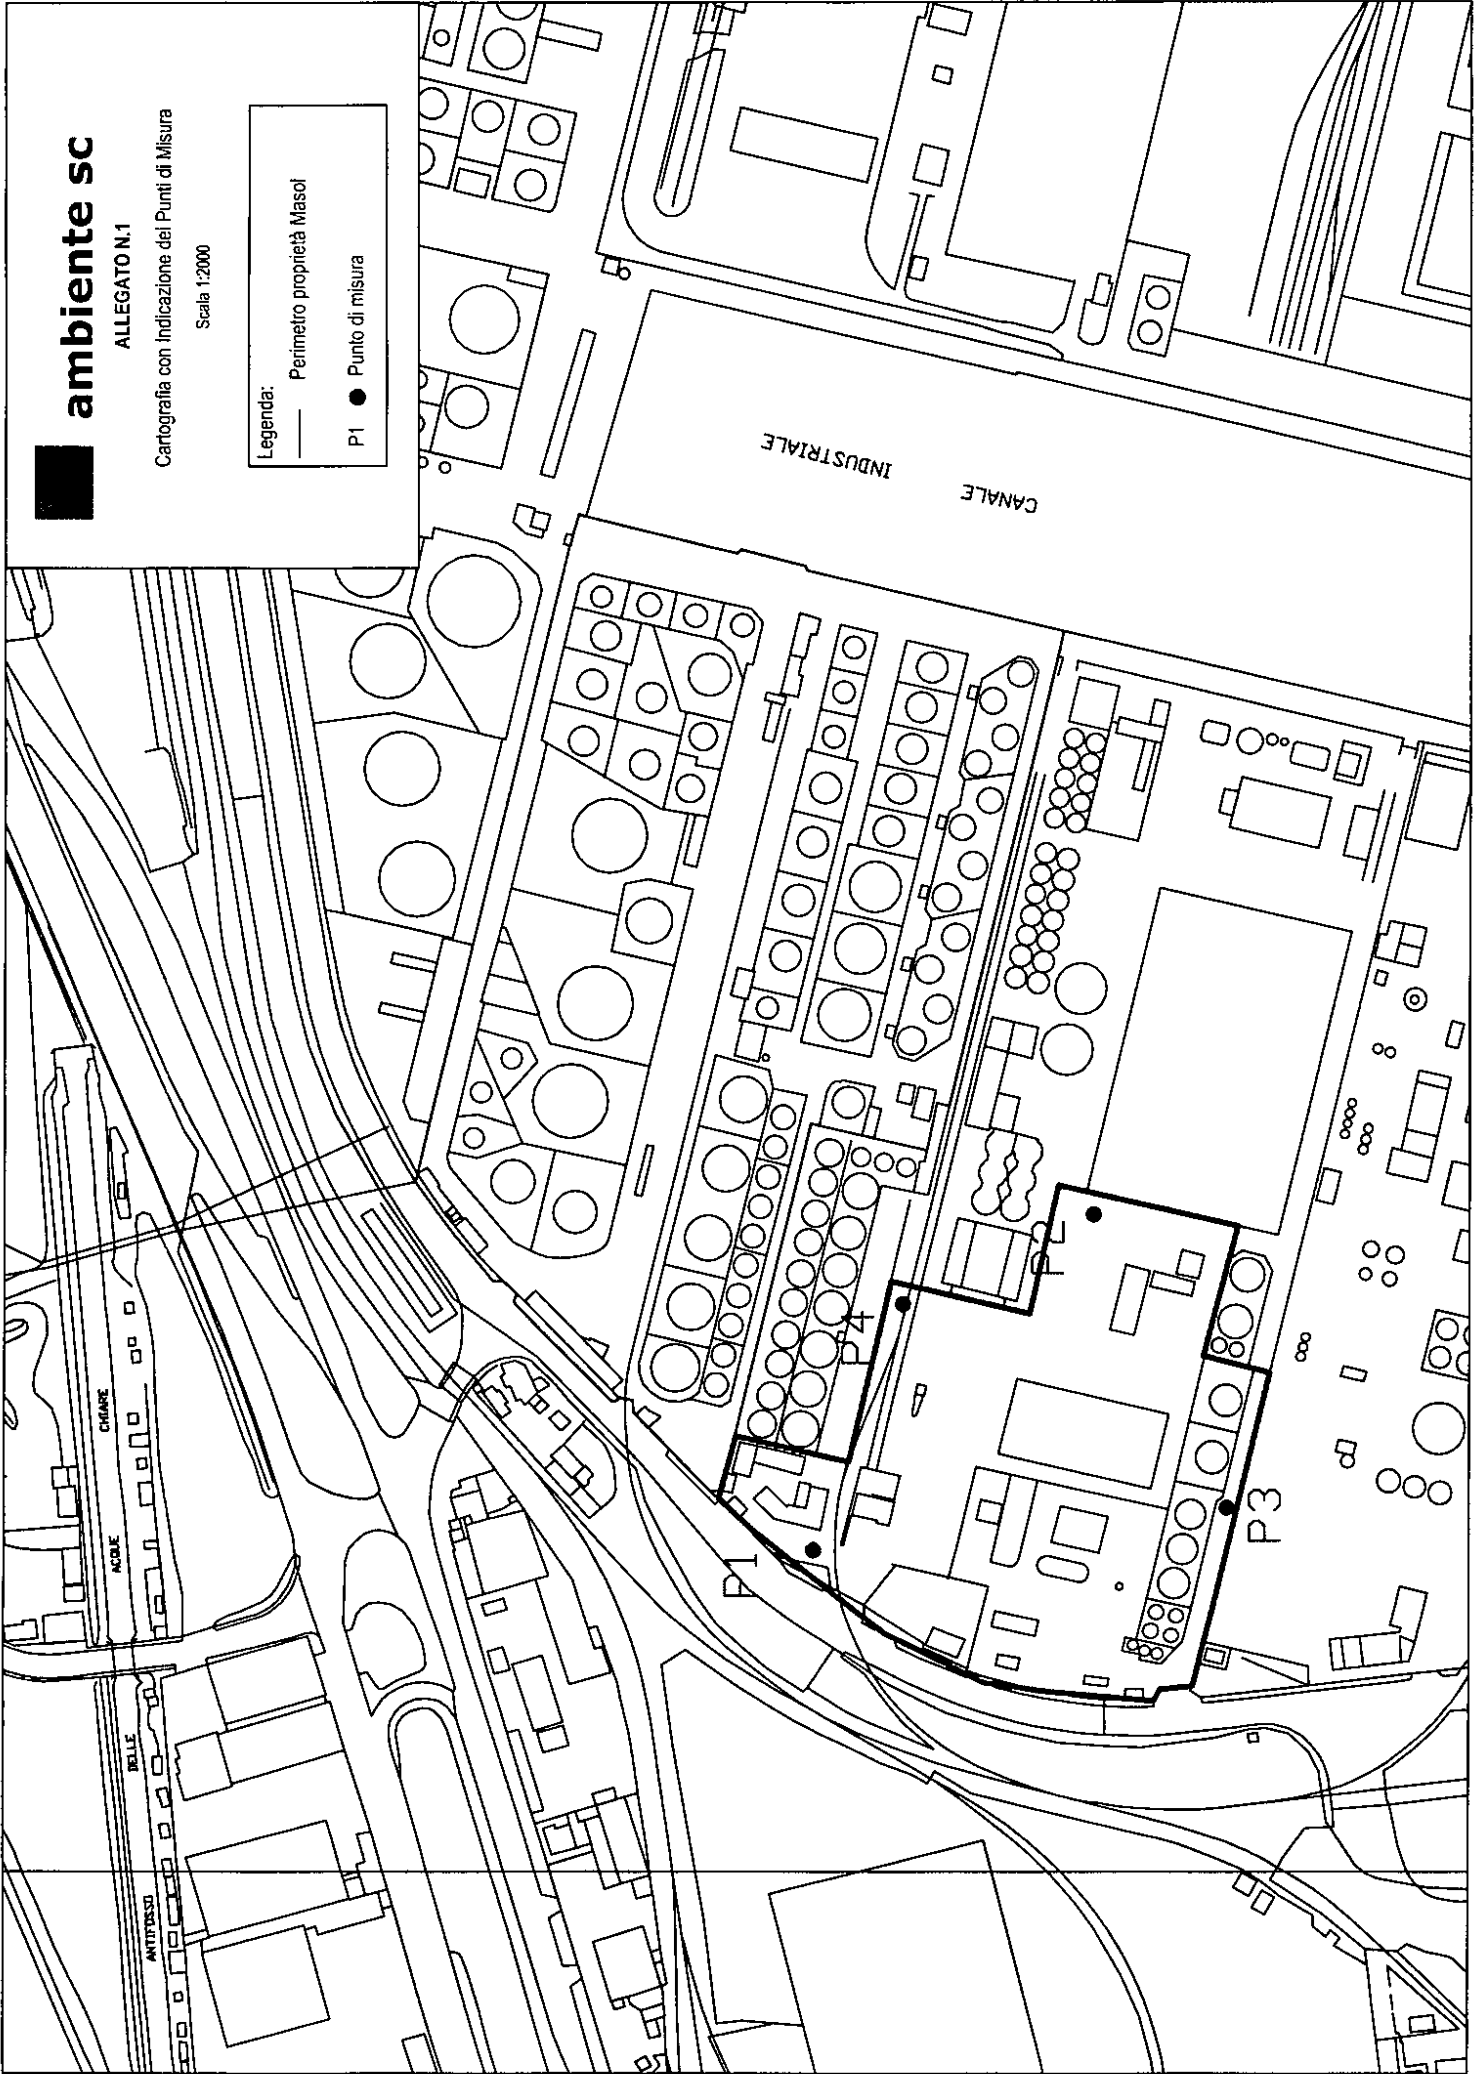 ambiente sc
ALLEGATO N.1
Cartografia con Indicazione dei Punti di Misura
Scala 1:2000
Legenda:
Perimetro proprietà Masol
P1 Punto di misura
CANALE
INDUSTRIALE
ANTIFOSSO
DELLE
ACQUE
CHIARE
P1
P4
P2
P3